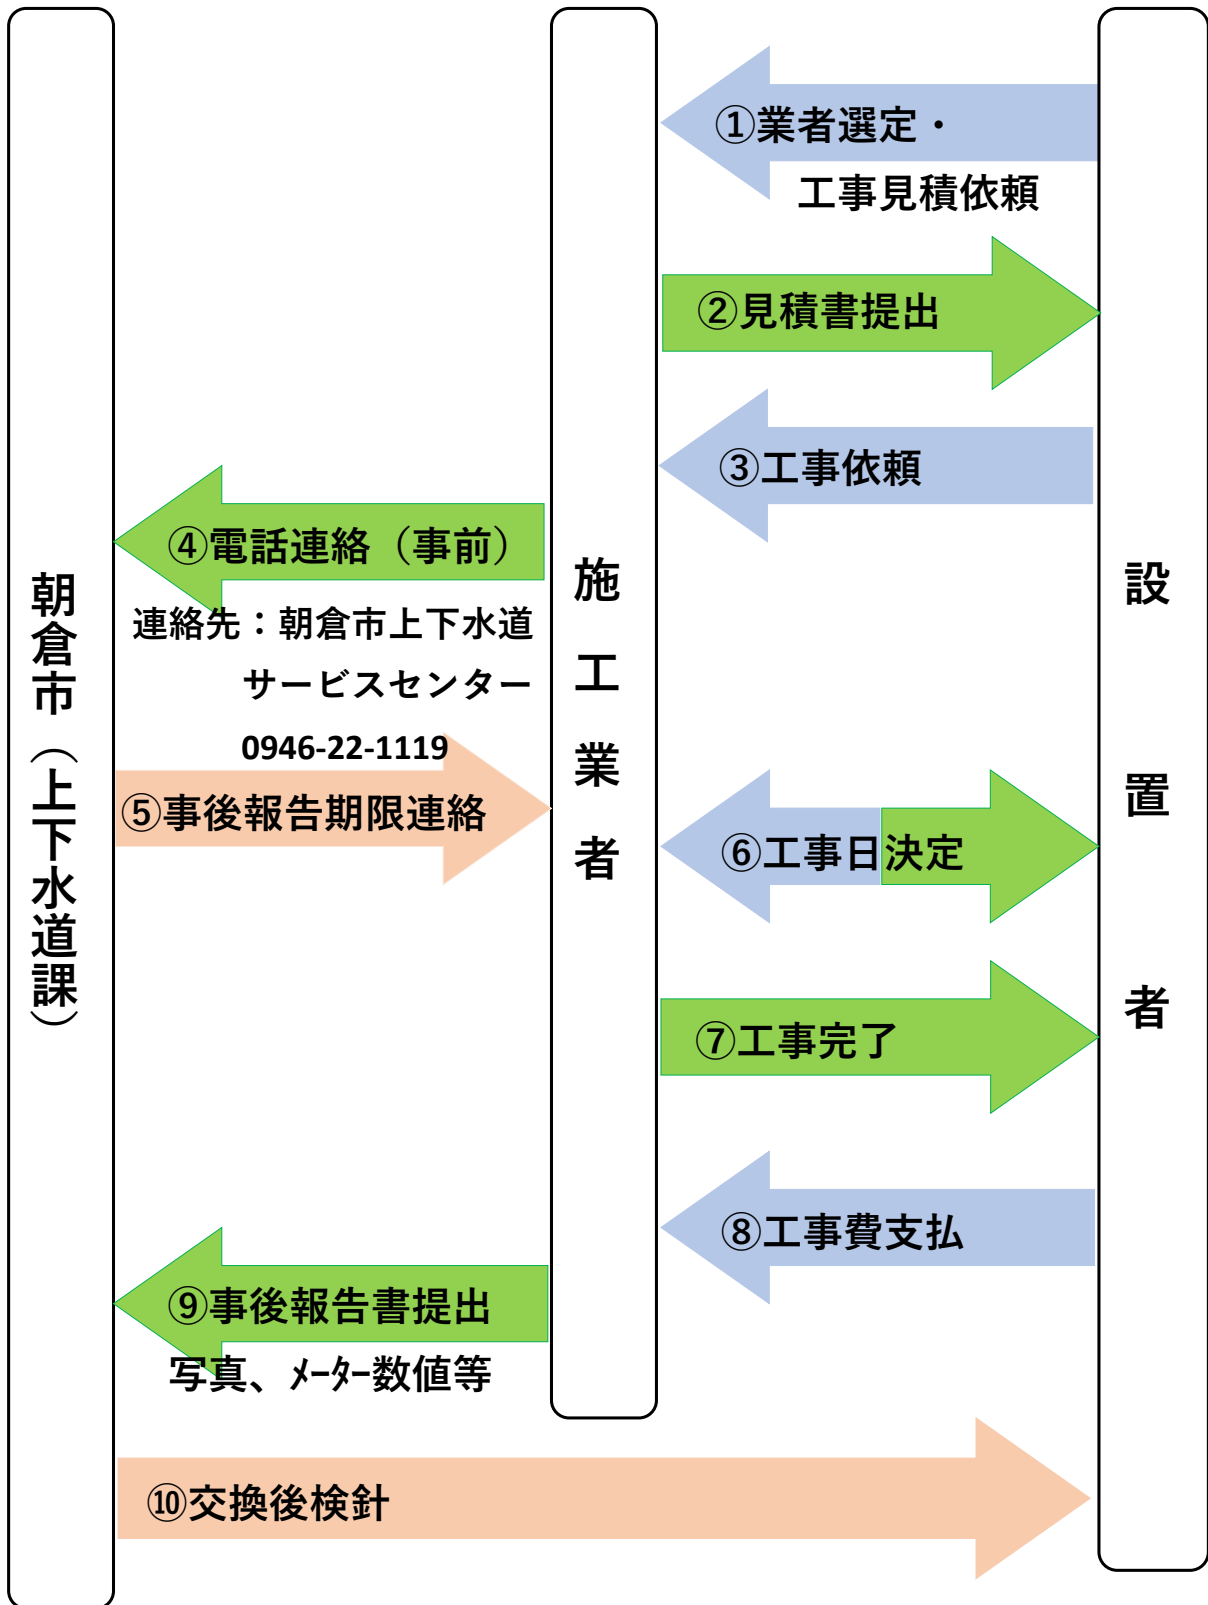 ①業者選定・
工事見積依頼
②見積書提出
③工事依頼
④電話連絡（事前）
連絡先：朝倉市上下水道
サービスセンター
0946-22-1119
⑤事後報告期限連絡
⑥工事日決定
⑦工事完了
⑧工事費支払
⑨事後報告書提出
写真、ﾒｰﾀｰ数値等
⑩交換後検針
朝倉市（上下水道課）
施工業者
設置者